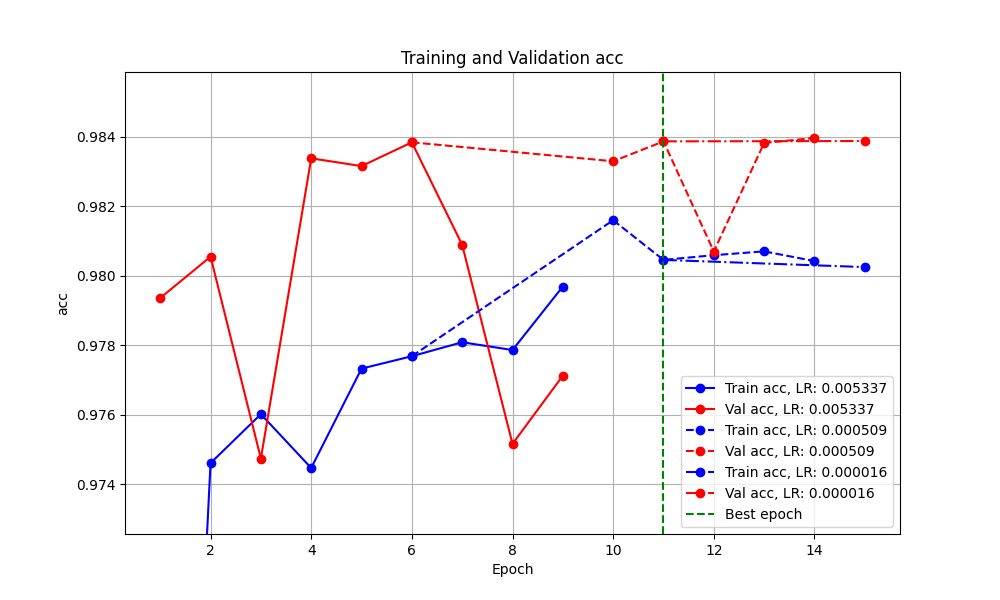 Training and Validation acc
acc
0.984
0.982
0.980
0.978
0.976
0.974
Train acc, LR: 0.005337
Val acc, LR: 0.005337
Train acc, LR: 0.000509
Val acc, LR: 0.000509
Train acc, LR: 0.000016
Val acc, LR: 0.000016
Best epoch
2 4 6 8 10 12 14
Epoch